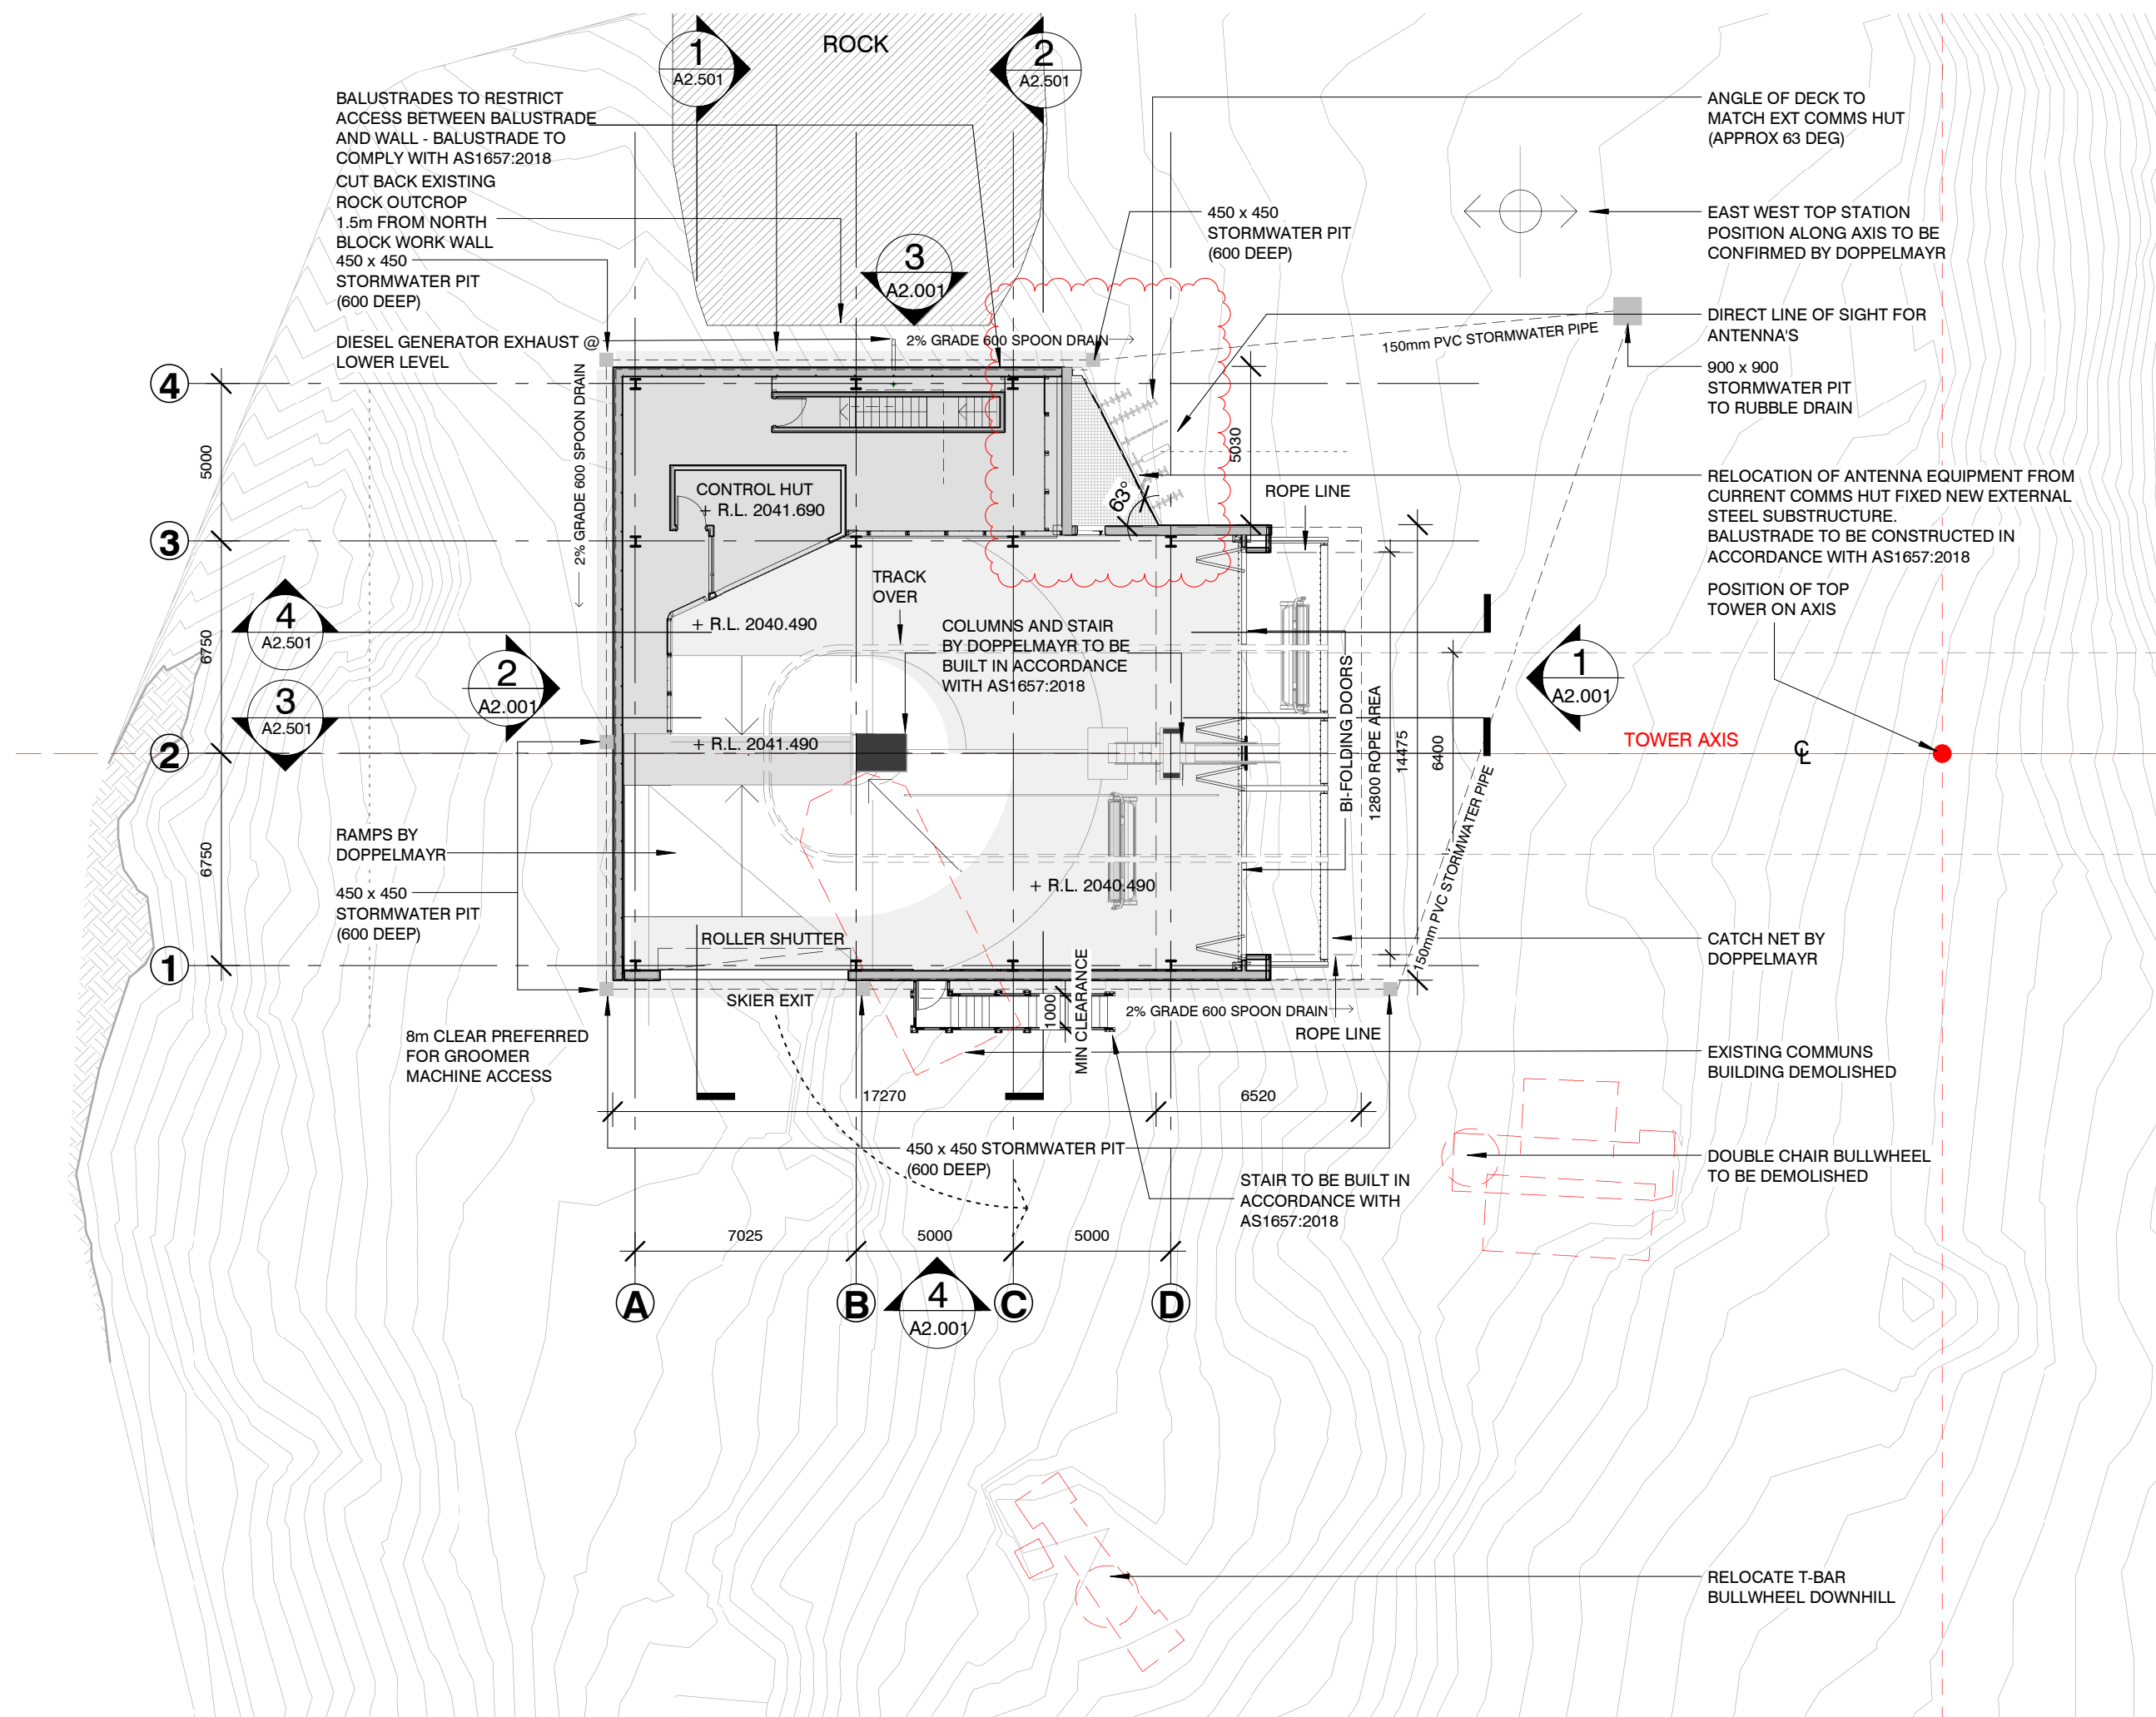 ROCK
1
A2.501
2
A2.501
BALUSTRADES TO RESTRICT
ACCESS BETWEEN BALUSTRADE
AND WALL - BALUSTRADE TO
COMPLY WITH AS1657:2018
CUT BACK EXISTING
ROCK OUTCROP
1.5m FROM NORTH
BLOCK WORK WALL
450 x 450
STORMWATER PIT
(600 DEEP)
DIESEL GENERATOR EXHAUST @
LOWER LEVEL
3
A2.001
450 x 450
STORMWATER PIT
(600 DEEP)
ANGLE OF DECK TO
MATCH EXT COMMS HUT
(APPROX 63 DEG)
EAST WEST TOP STATION
POSITION ALONG AXIS TO BE
CONFIRMED BY DOPPELMAYR
DIRECT LINE OF SIGHT FOR
ANTENNA'S
900 x 900
STORMWATER PIT
TO RUBBLE DRAIN
2% GRADE 600 SPOON DRAIN
150mm PVC STORMWATER PIPE
4
5000
2% GRADE 600 SPOON DRAIN
CONTROL HUT
+ R.L. 2041.690
63°
5030
ROPE LINE
RELOCATION OF ANTENNA EQUIPMENT FROM
CURRENT COMMS HUT FIXED NEW EXTERNAL
STEEL SUBSTRUCTURE.
BALUSTRADE TO BE CONSTRUCTED IN
ACCORDANCE WITH AS1657:2018
POSITION OF TOP
TOWER ON AXIS
3
4
A2.501
6750
3
A2.501
2
A2.001
TRACK
OVER
+ R.L. 2040.490
COLUMNS AND STAIR
BY DOPPELMAYR TO BE
BUILT IN ACCORDANCE
WITH AS1657:2018
1
A2.001
2
+ R.L. 2041.490
BI-FOLDING DOORS
12800 ROPE AREA
14475
6400
TOWER AXIS
CL
6750
RAMPS BY
DOPPELMAYR
450 x 450
STORMWATER PIT
(600 DEEP)
+ R.L. 2040.490
150mm PVC STORMWATER PIPE
ROLLER SHUTTER
CATCH NET BY
DOPPELMAYR
1
SKIER EXIT
1000
MIN CLEARANCE
2% GRADE 600 SPOON DRAIN
ROPE LINE
8m CLEAR PREFERRED
FOR GROOMER
MACHINE ACCESS
EXISTING COMMUNS
BUILDING DEMOLISHED
17270
6520
450 x 450 STORMWATER PIT
(600 DEEP)
STAIR TO BE BUILT IN
ACCORDANCE WITH
AS1657:2018
DOUBLE CHAIR BULLWHEEL
TO BE DEMOLISHED
7025
5000
5000
A
B
4
A2.001
C
D
RELOCATE T-BAR
BULLWHEEL DOWNHILL